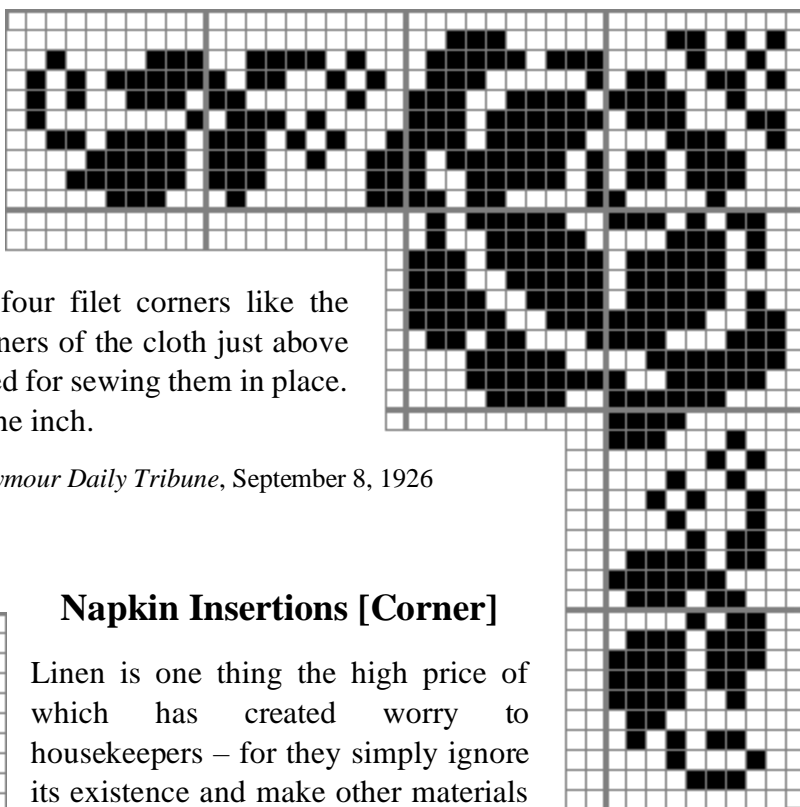 four filet corners like the
ners of the cloth just above
ed for sewing them in place.
ne inch.
ymour Daily Tribune, September 8, 1926
Napkin Insertions [Corner]
Linen is one thing the high price of
which has created worry to
housekeepers – for they simply ignore
its existence and make other materials